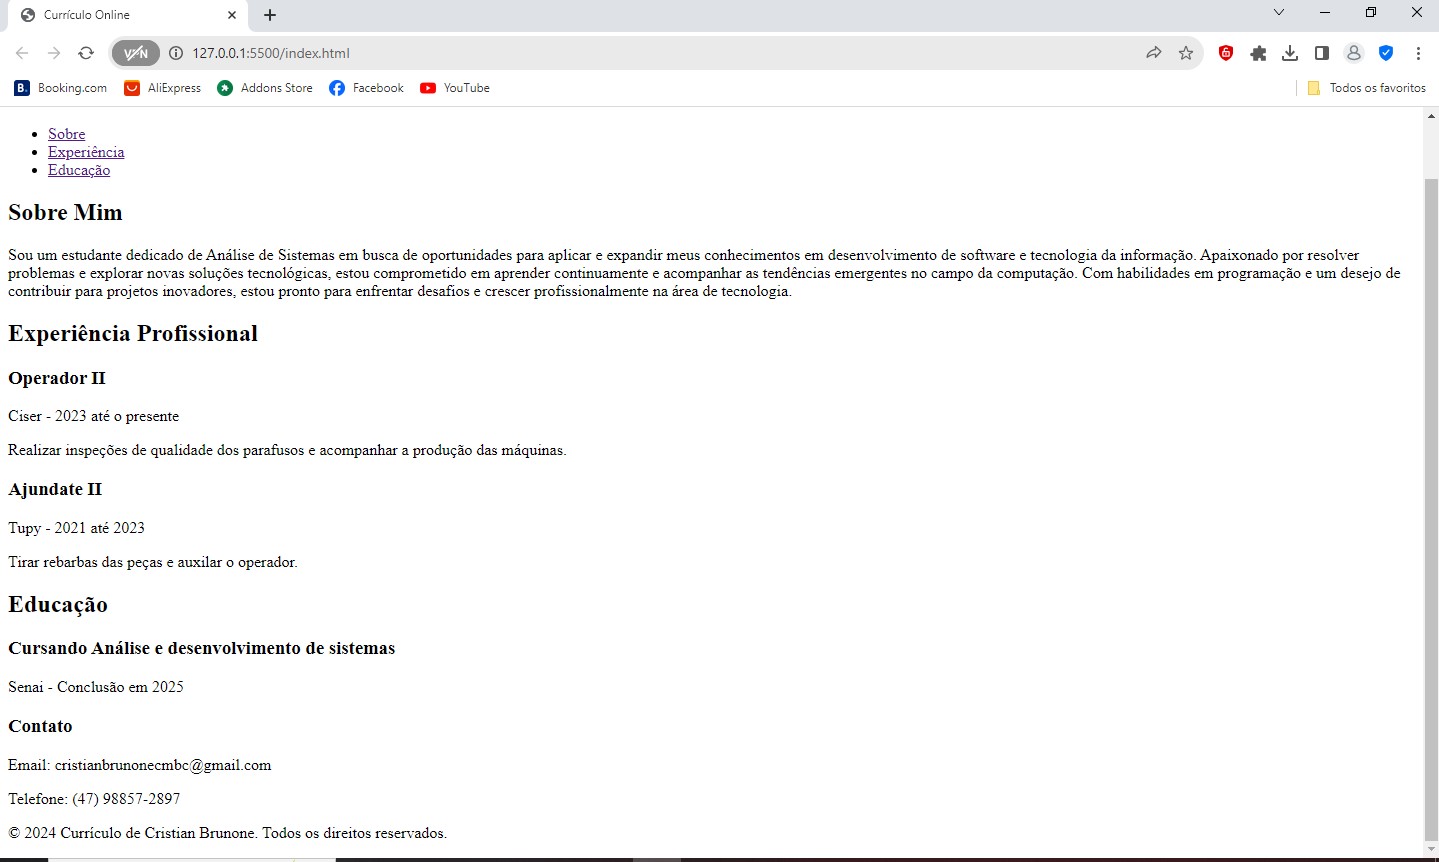 Currículo Online
VPN
127.0.0.1:5500/index.html
B. Booking.com AliExpress Addons Store Facebook YouTube Todos os favoritos
Sobre
Experiência
Educação
Sobre Mim
Sou um estudante dedicado de Análise de Sistemas em busca de oportunidades para aplicar e expandir meus conhecimentos em desenvolvimento de software e tecnologia da informação. Apaixonado por resolver
problemas e explorar novas soluções tecnológicas, estou comprometido em aprender continuamente e acompanhar as tendências emergentes no campo da computação. Com habilidades em programação e um desejo de
contribuir para projetos inovadores, estou pronto para enfrentar desafios e crescer profissionalmente na área de tecnologia.
Experiência Profissional
Operador II
Ciser - 2023 até o presente
Realizar inspeções de qualidade dos parafusos e acompanhar a produção das máquinas.
Ajundate II
Tupy - 2021 até 2023
Tirar rebarbas das peças e auxilar o operador.
Educação
Cursando Análise e desenvolvimento de sistemas
Senai - Conclusão em 2025
Contato
Email: cristianbrunonecmbc@gmail.com
Telefone: (47) 98857-2897
© 2024 Currículo de Cristian Brunone. Todos os direitos reservados.